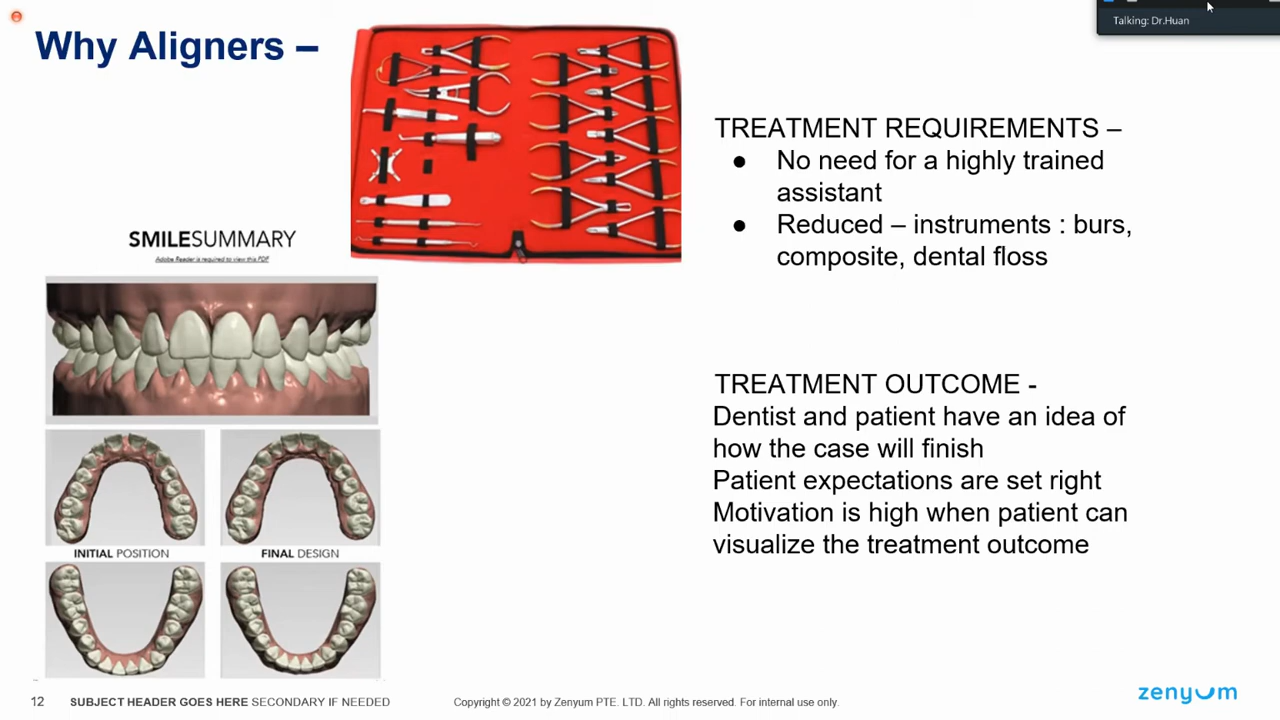 Talking: Dr.Huan
Why Aligners –
TREATMENT REQUIREMENTS –
● No need for a highly trained
assistant
● Reduced – instruments : burs,
composite, dental floss
SMILESUMMARY
Adobe Reader is required to view this PDF
TREATMENT OUTCOME -
Dentist and patient have an idea of
how the case will finish
Patient expectations are set right
Motivation is high when patient can
visualize the treatment outcome
INITIAL POSITION
FINAL DESIGN
12
SUBJECT HEADER GOES HERE SECONDARY IF NEEDED
Copyright © 2021 by Zenyum PTE. LTD. All rights reserved. For internal use only.
zenyum